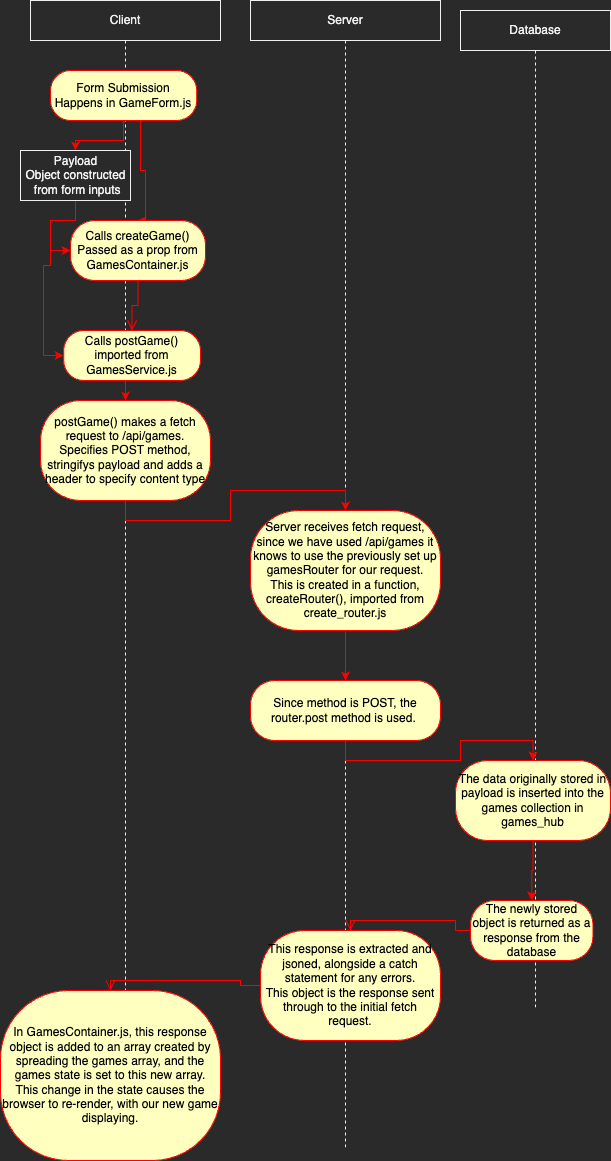 Client
Server
Database
Form Submission
Happens in GameForm.js
Payload
Object constructed
from form inputs
Calls createGame()
Passed as a prop from
GamesContainer.js
Calls postGame()
imported from
GamesService.js
postGame() makes a fetch
request to /api/games.
Specifies POST method,
stringifys payload and adds a
header to specify content type
Server receives fetch request,
since we have used /api/games it
knows to use the previously set up
gamesRouter for our request.
This is created in a function,
createRouter(), imported from
create_router.js
Since method is POST, the
router.post method is used.
The data originally stored in
payload is inserted into the
games collection in
games_hub
The newly stored
object is returned as a
response from the
database
This response is extracted and
jsoned, alongside a catch
statement for any errors.
This object is the response sent
through to the initial fetch
request.
In GamesContainer.js, this response
object is added to an array created by
spreading the games array, and the
games state is set to this new array.
This change in the state causes the
browser to re-render, with our new game
displaying.